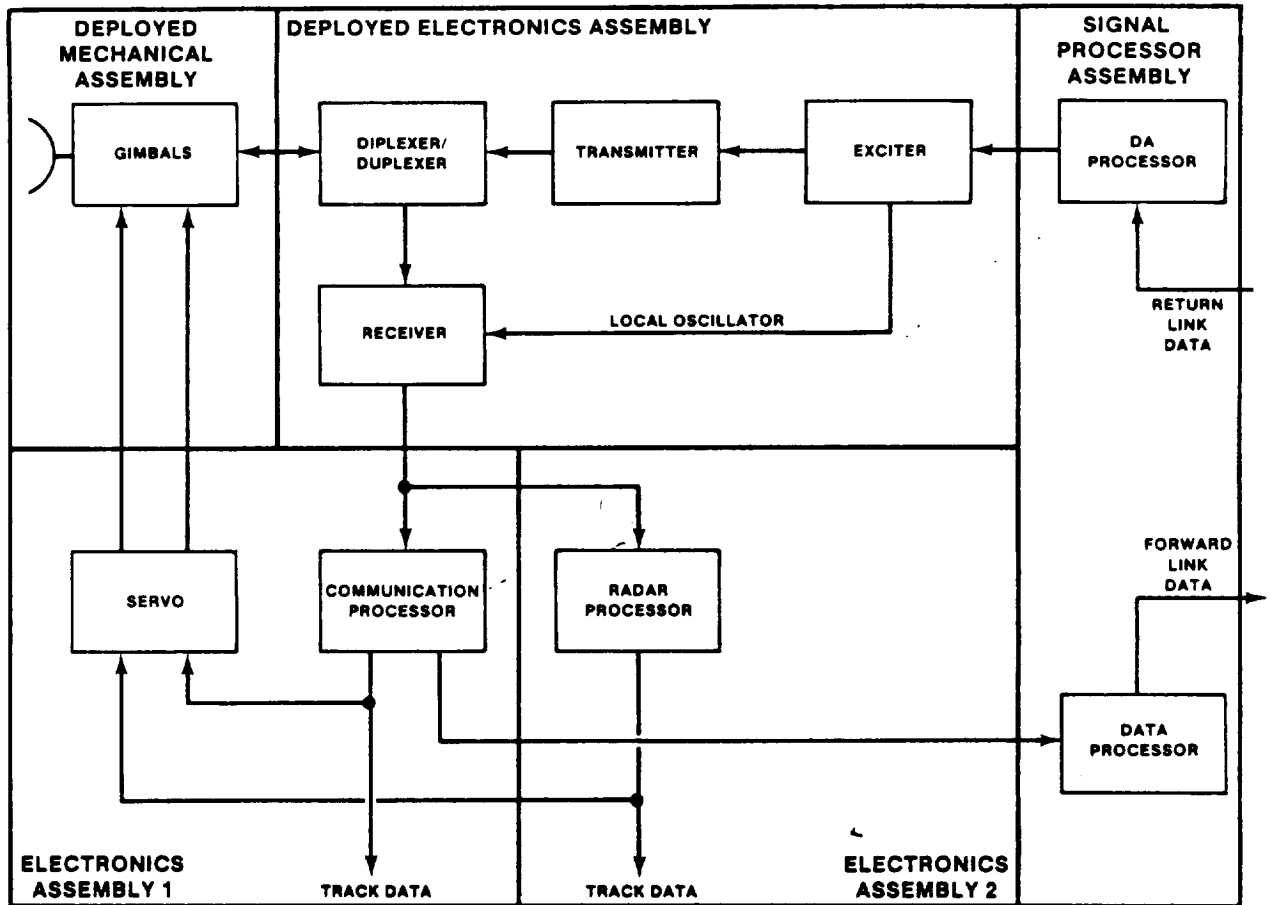 DEPLOYED
MECHANICAL
ASSEMBLY
DEPLOYED ELECTRONICS ASSEMBLY
SIGNAL
PROCESSOR
ASSEMBLY
GIMBALS
DIPLEXER/
DUPLEXER
TRANSMITTER
EXCITER
DA
PROCESSOR
RECEIVER
LOCAL OSCILLATOR
RETURN
LINK
DATA
SERVO
COMMUNICATION
PROCESSOR
RADAR
PROCESSOR
FORWARD
LINK
DATA
DATA
PROCESSOR
ELECTRONICS
ASSEMBLY 1
TRACK DATA
TRACK DATA
ELECTRONICS
ASSEMBLY 2